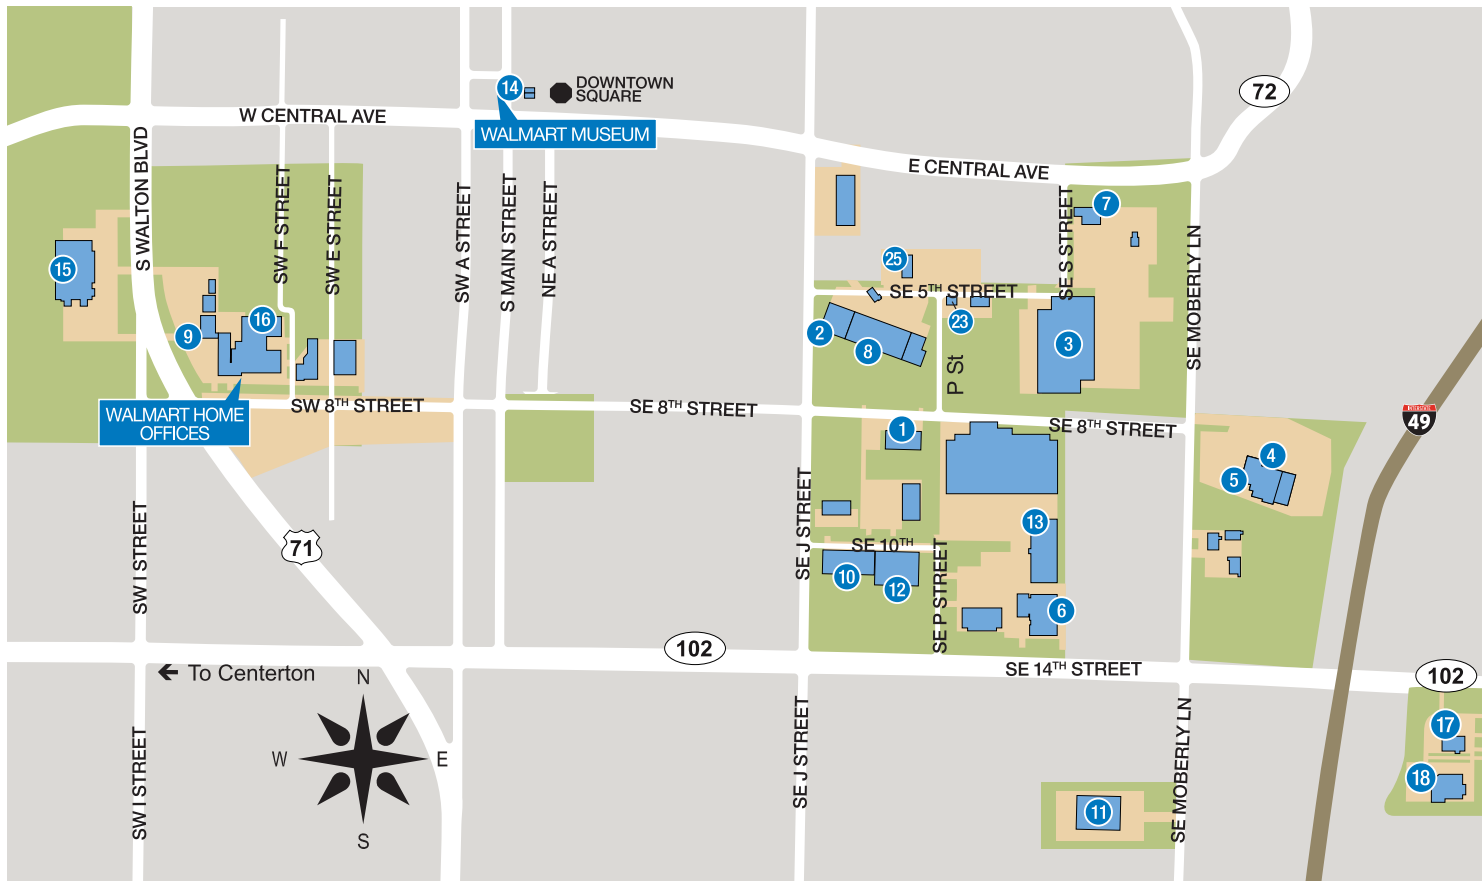 14
DOWNTOWN
SQUARE
72
W CENTRAL AVE
WALMART MUSEUM
E CENTRAL AVE
S WALTON BLVD
SW F STREET
SW E STREET
SW A STREET
S MAIN STREET
NE A STREET
SE S STREET
7
SE MOBERLY LN
15
25
SE 5TH STREET
9
16
2
8
23
3
P St
WALMART HOME
OFFICES
SW 8TH STREET
SE 8TH STREET
SE 8TH STREET
INTERSTATE
49
1
4
5
SE J STREET
SW I STREET
71
13
SE 10TH
10
12
SE P STREET
6
102
SE 14TH STREET
102
To Centerton
N
W
E
S
SW I STREET
SE J STREET
SE MOBERLY LN
17
18
11